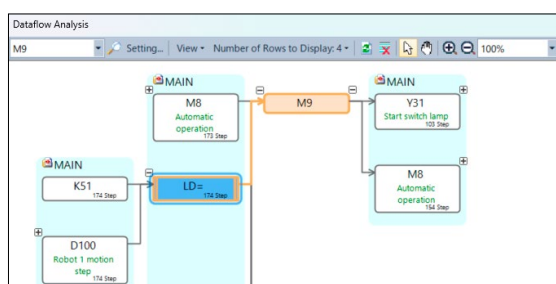 Dataflow Analysis
M9 Setting... View Number of Rows to Display: 4 100%
MAIN
M8
Automatic
operation
173 Step
M9
MAIN
Y31
Start switch lamp
103 Step
MAIN
K51
174 Step
LD=
174 Step
M8
Automatic
operation
154 Step
D100
Robot 1 motion
step
174 Step